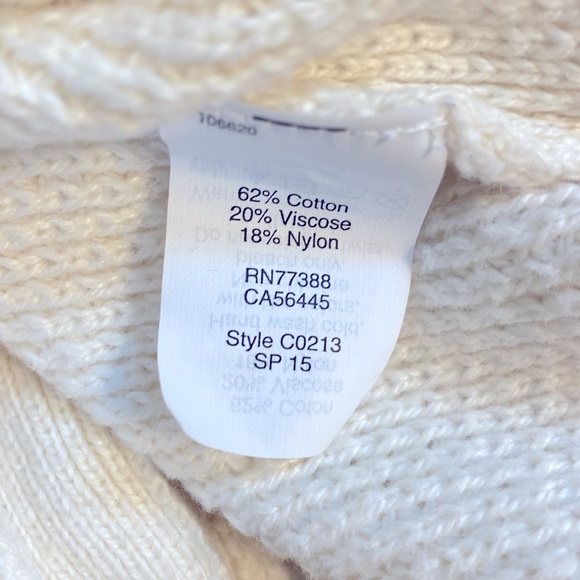 106620
62% Cotton
20% Viscose
18% Nylon
RN77388
CA56445
Style C0213
SP 15